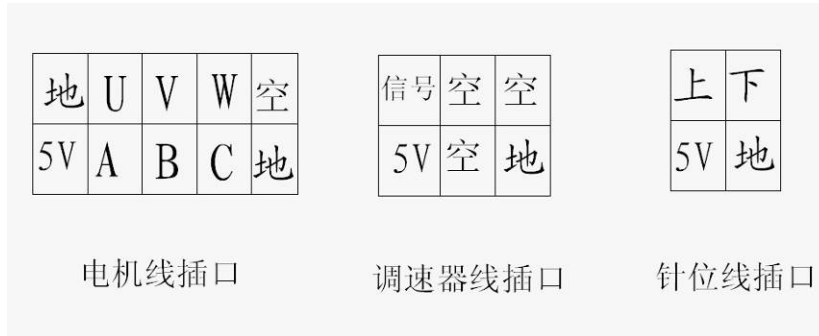 地 U V W 空
5V A B C 地
电机线插口
信号 空 空
5V 空 地
调速器线插口
上 下
5V 地
针位线插口